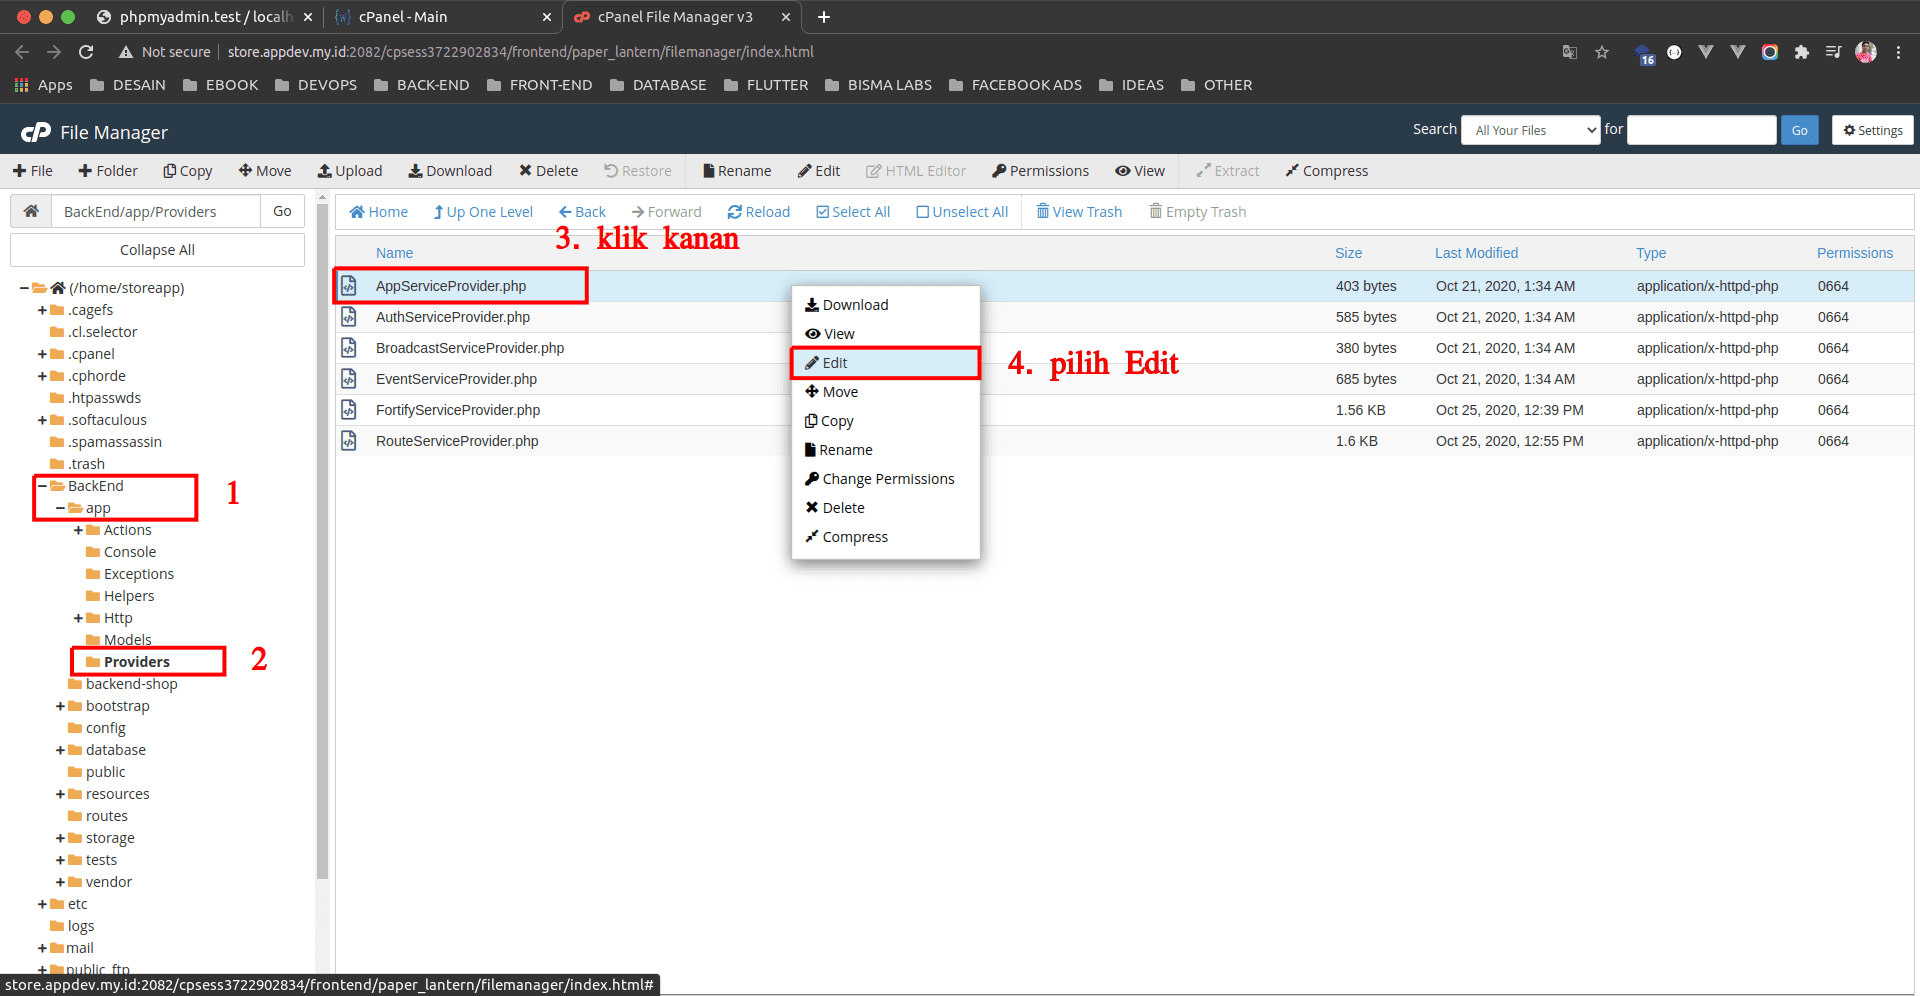 phpmyadmin.test / localh
cPanel - Main
cPanel File Manager v3
Not secure
store.appdev.my.id:2082/cpsess3722902834/frontend/paper_lantern/filemanager/index.html
16
Apps
DESAIN
EBOOK
DEVOPS
BACK-END
FRONT-END
DATABASE
FLUTTER
BISMA LABS
FACEBOOK ADS
IDEAS
OTHER
cP File Manager
Search
All Your Files
for
Go
Settings
File
Folder
Copy
Move
Upload
Download
Delete
Restore
Rename
Edit
HTML Editor
Permissions
View
Extract
Compress
BackEnd/app/Providers
Go
Home
Up One Level
Back
Forward
Reload
Select All
Unselect All
View Trash
Empty Trash
Collapse All
3. klik kanan
Name Size Last Modified Type Permissions
AppServiceProvider.php 403 bytes Oct 21, 2020, 1:34 AM application/x-httpd-php 0664
AuthServiceProvider.php 585 bytes Oct 21, 2020, 1:34 AM application/x-httpd-php 0664
BroadcastServiceProvider.php 380 bytes Oct 21, 2020, 1:34 AM application/x-httpd-php 0664
EventServiceProvider.php 685 bytes Oct 21, 2020, 1:34 AM application/x-httpd-php 0664
FortifyServiceProvider.php 1.56 KB Oct 25, 2020, 12:39 PM application/x-httpd-php 0664
RouteServiceProvider.php 1.6 KB Oct 25, 2020, 12:55 PM application/x-httpd-php 0664
Download
View
Edit
4. pilih Edit
Move
Copy
Rename
Change Permissions
Delete
Compress
(/home/storeapp)
.cagefs
.cl.selector
.cpanel
.cphorde
.htpasswds
.softaculous
.spamassassin
.trash
BackEnd
1
app
Actions
Console
Exceptions
Helpers
Http
Models
Providers
2
backend-shop
bootstrap
config
database
public
resources
routes
storage
tests
vendor
etc
logs
mail
public_ftp
store.appdev.my.id:2082/cpsess3722902834/frontend/paper_lantern/filemanager/index.html#